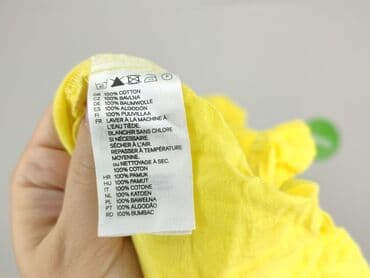 100% COTTON
CZ 100% BAVLNA
DE 100% BAUMWOLLE
ES 100% ALGODÓN
FI 100% PUUVILLAA
FR LAVER À LA MACHINE À
L'EAU TIÈDE.
BLANCHIR SANS CHLORE
SI NÉCESSAIRE.
SÉCHER À L'AIR.
REPASSER À TEMPÉRATURE
MOYENNE.
OU NETTOYAGE À SEC.
100% COTON
HR 100% PAMUK
HU 100% PAMUT
IT 100% COTONE
NL 100% KATOEN
PL 100% BAWEŁNA
PT 100% ALGODÃO
RO 100% BUMBAC